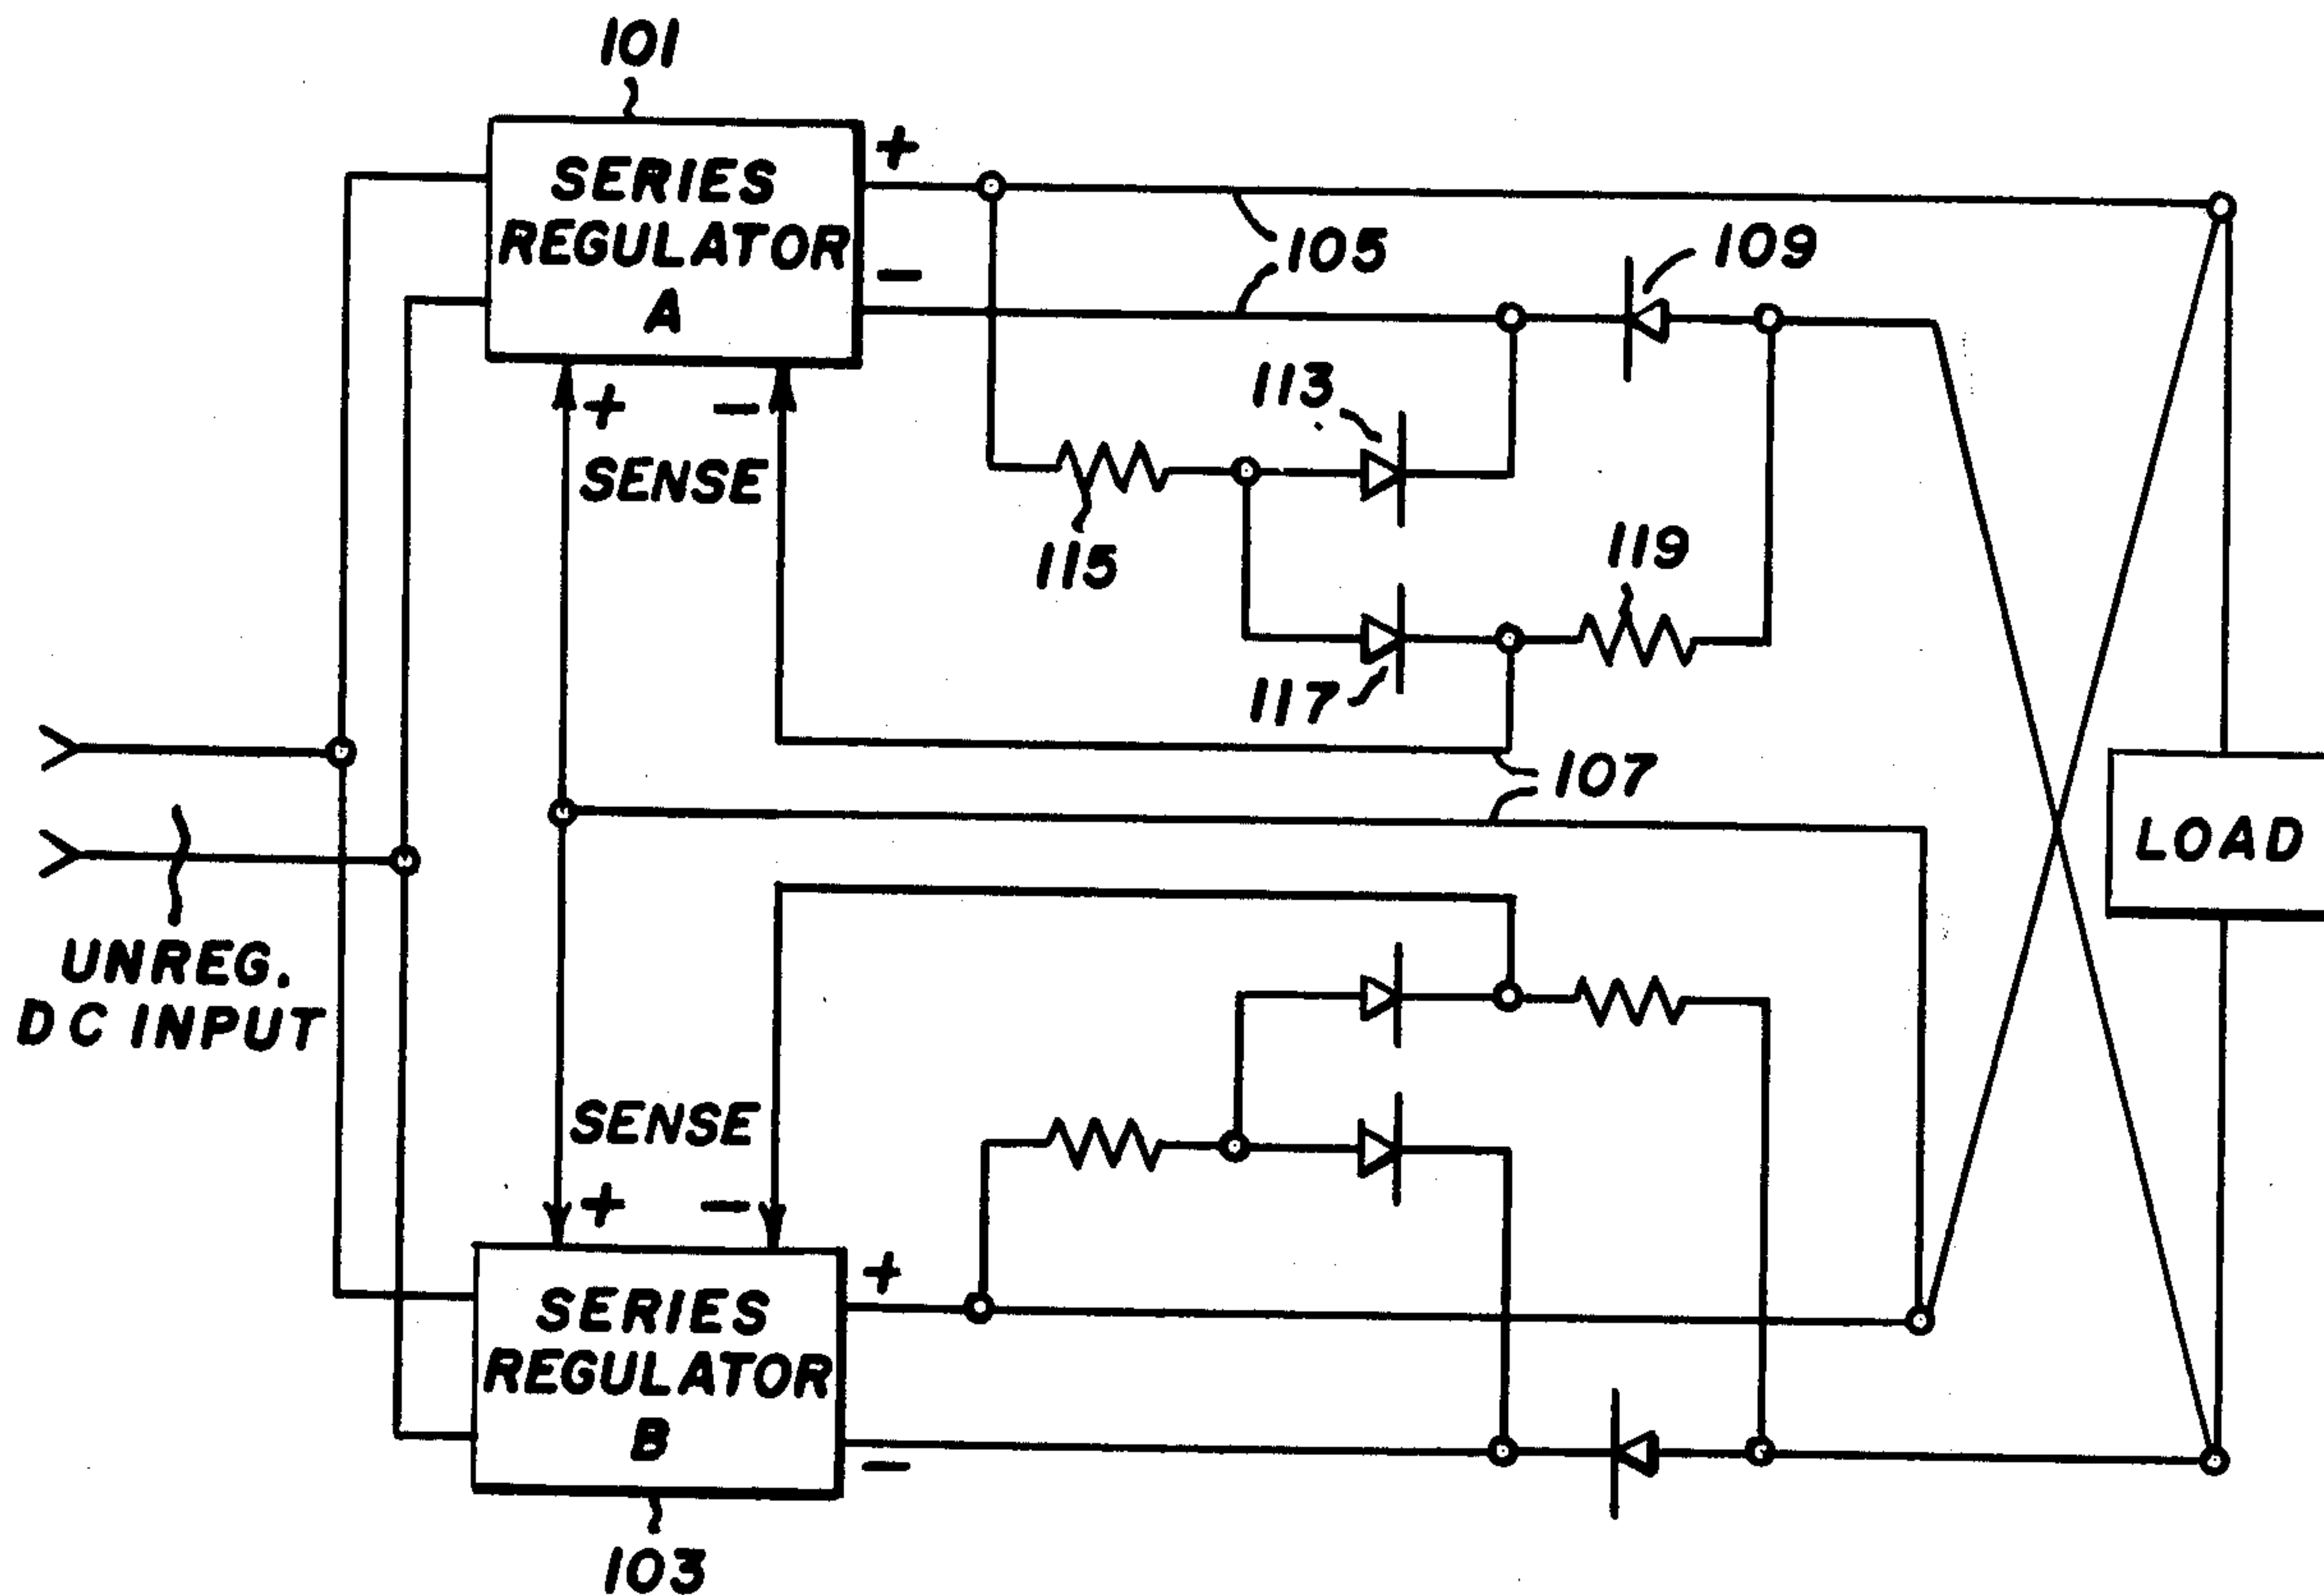 101
SERIES
REGULATOR
A
+
−
105
109
+ −
SENSE
113
115
119
117
107
LOAD
UNREG.
DC INPUT
SENSE
+ −
SERIES
REGULATOR
B
+
−
103